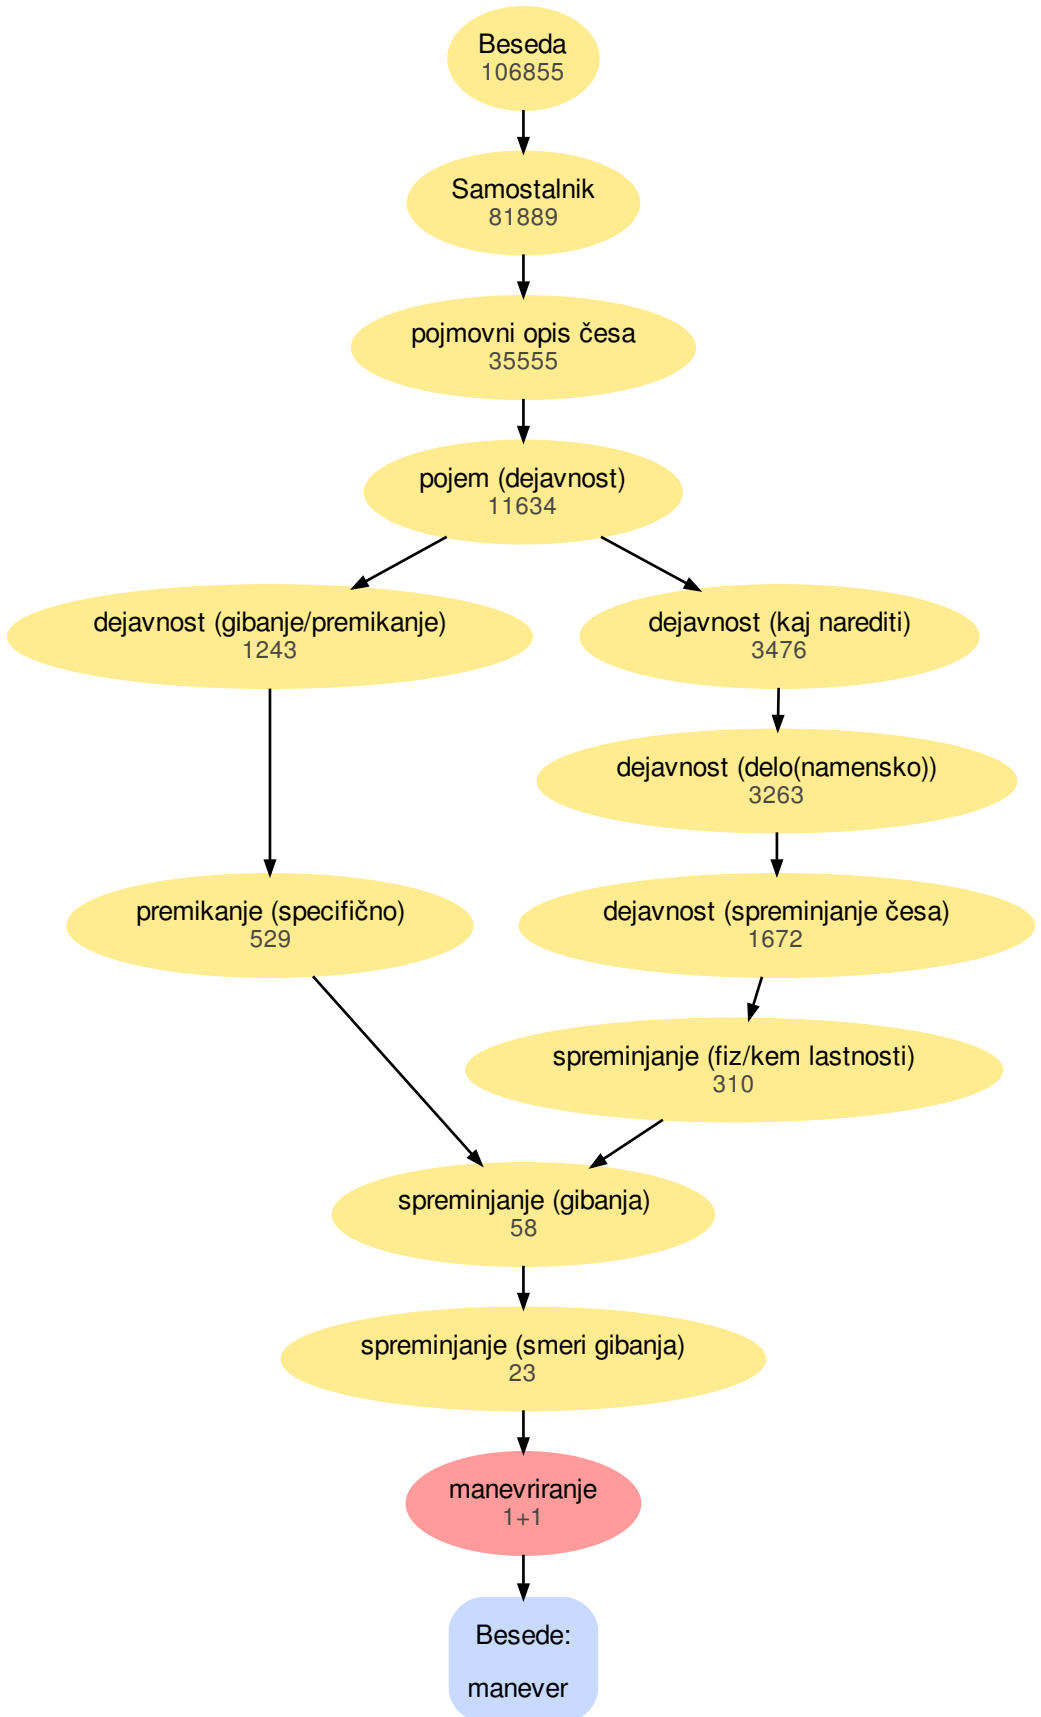 Beseda
106855
Samostalnik
81889
pojmovni opis česa
35555
pojem (dejavnost)
11634
dejavnost (gibanje/premikanje)
1243
dejavnost (kaj narediti)
3476
dejavnost (delo(namensko))
3263
premikanje (specifično)
529
dejavnost (spreminjanje česa)
1672
spreminjanje (fiz/kem lastnosti)
310
spreminjanje (gibanja)
58
spreminjanje (smeri gibanja)
23
manevriranje
1+1
Besede:
manever